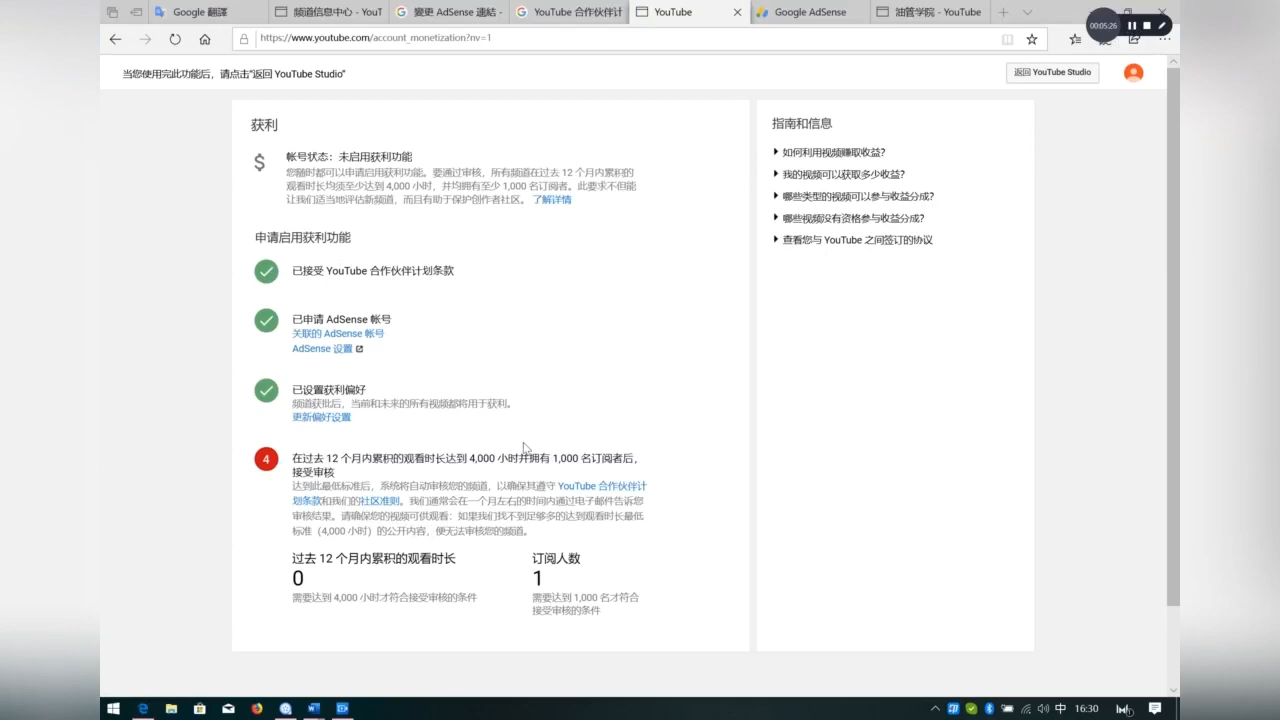 Google 翻譯
頻道信息中心 - YouT
變更 AdSense 連結 -
YouTube 合作伙伴计
YouTube
Google AdSense
油管学院 - YouTube
00:05:26
https://www.youtube.com/account_monetization?nv=1
当您使用完此功能后，请点击"返回 YouTube Studio"
返回 YouTube Studio
获利
帐号状态：未启用获利功能
您随时都可以申请启用获利功能。要通过审核，所有频道在过去 12 个月内累积的
观看时长均须至少达到 4,000 小时，并均拥有至少 1,000 名订阅者。此要求不但能
让我们适当地评估新频道，而且有助于保护创作者社区。 了解详情
申请启用获利功能
已接受 YouTube 合作伙伴计划条款
已申请 AdSense 帐号
关联的 AdSense 帐号
AdSense 设置
已设置获利偏好
频道获批后，当前和未来的所有视频都将用于获利。
更新偏好设置
4
在过去 12 个月内累积的观看时长达到 4,000 小时并拥有 1,000 名订阅者后，
接受审核
达到此最低标准后，系统将自动审核您的频道，以确保其遵守 YouTube 合作伙伴计
划条款和我们的社区准则。我们通常会在一个月左右的时间内通过电子邮件告诉您
审核结果。请确保您的视频可供观看：如果我们找不到足够多的达到观看时长最低
标准（4,000 小时）的公开内容，便无法审核您的频道。
过去 12 个月内累积的观看时长
0
需要达到 4,000 小时才符合接受审核的条件
订阅人数
1
需要达到 1,000 名才符合
接受审核的条件
指南和信息
如何利用视频赚取收益?
我的视频可以获取多少收益?
哪些类型的视频可以参与收益分成?
哪些视频没有资格参与收益分成?
查看您与 YouTube 之间签订的协议
中
16:30